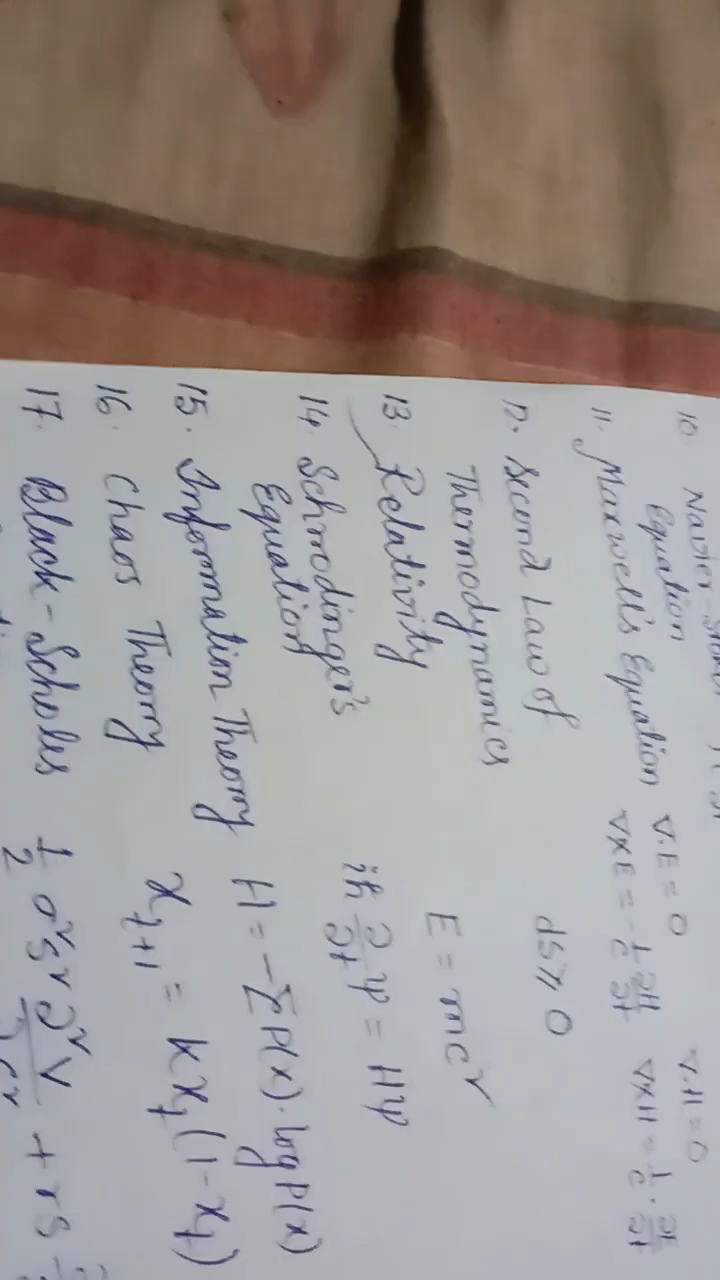 10 Navier-
Equation
11. Maxwell's Equation ∇.E = 0 ∇.H = 0
∇×E = -1/c ∂H/∂t ∇×H = 1/c . ∂E/∂t
12. Second Law of
Thermodynamics dS ≥ 0
13. Relativity E = mc²
14. Schrodinger's
Equation iħ ∂/∂t ψ = Hψ
15. Information Theory H = -∑ P(x).log P(x)
16. Chaos Theory x_{t+1} = k x_t (1 - x_t)
17. Black-Scholes 1/2 σ²S² ∂²V + rS